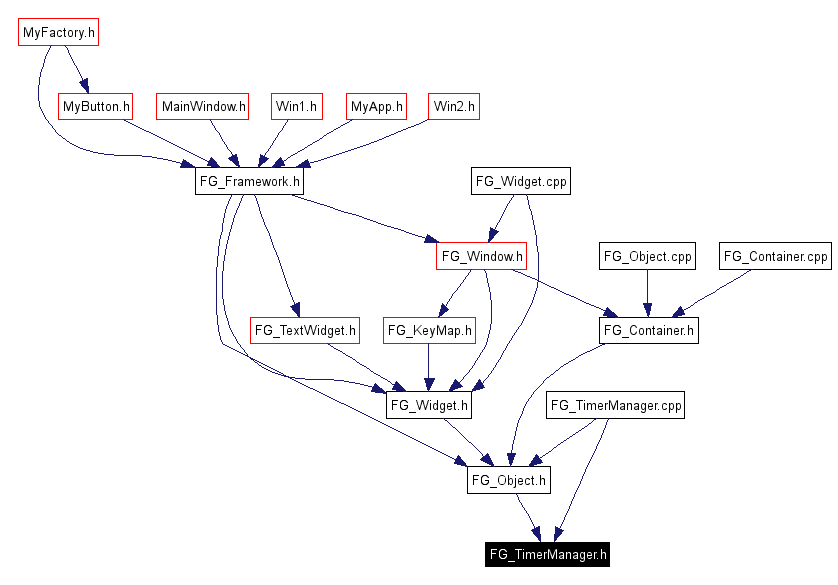 MyFactory.h
MyButton.h
MainWindow.h
Win1.h
MyApp.h
Win2.h
FG_Framework.h
FG_Widget.cpp
FG_Window.h
FG_Object.cpp
FG_Container.cpp
FG_TextWidget.h
FG_KeyMap.h
FG_Container.h
FG_Widget.h
FG_TimerManager.cpp
FG_Object.h
FG_TimerManager.h